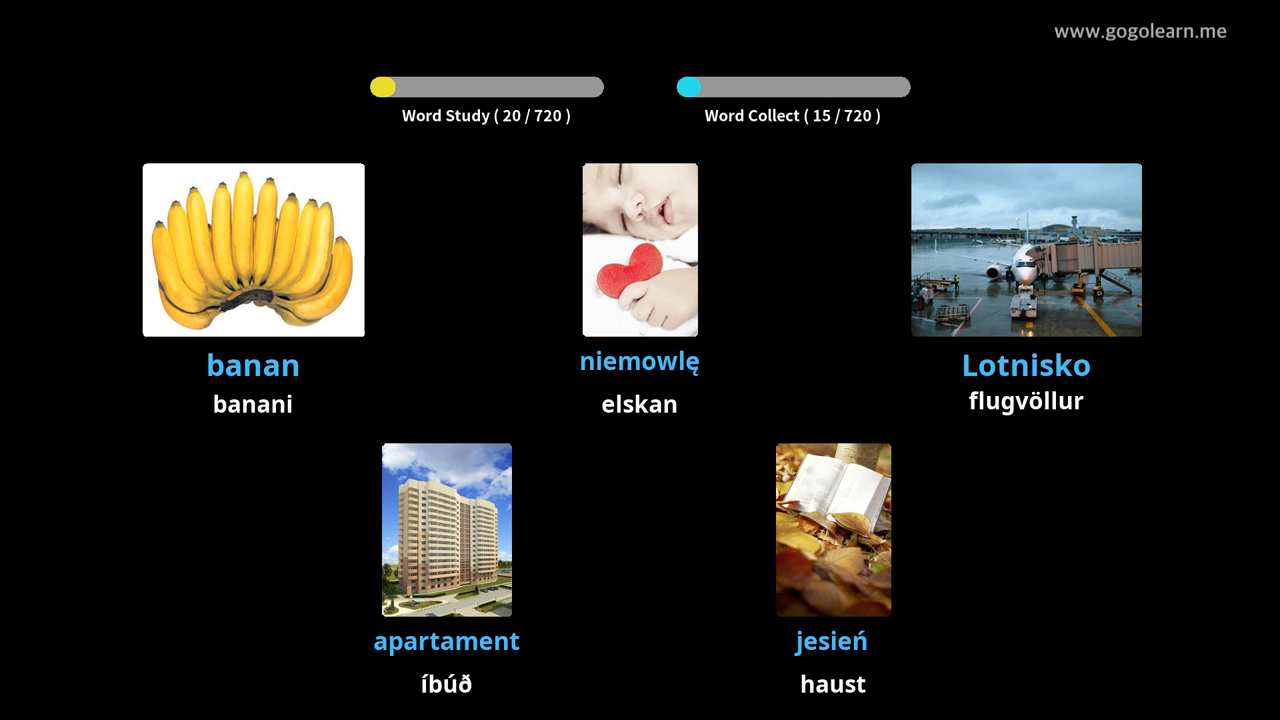 www.gogolearn.me
Word Study ( 20 / 720 )
Word Collect ( 15 / 720 )
banan
banani
niemowlę
elskan
Lotnisko
flugvöllur
apartament
íbúð
jesień
haust